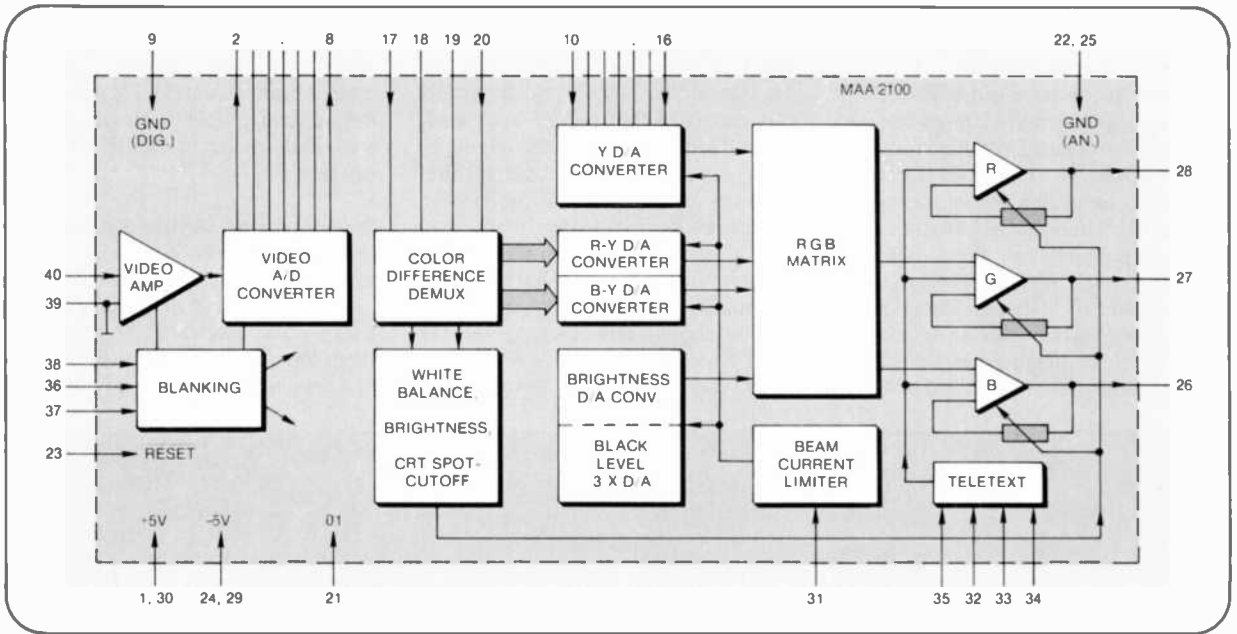 9 2 . . 8 17 18 19 20 10 . . 16 22, 25
MAA 2100
GND
(DIG.)
GND
(AN.)
Y D/A
CONVERTER
R
28
40
39
VIDEO
AMP.
VIDEO
A/D
CONVERTER
COLOR
DIFFERENCE
DEMUX
R-Y D/A
CONVERTER
B-Y D/A
CONVERTER
RGB
MATRIX
G
27
38
36
37
BLANKING
WHITE
BALANCE,
BRIGHTNESS,
CRT SPOT-
CUTOFF
BRIGHTNESS
D/A CONV.
BLACK
LEVEL
3 X D/A
B
26
23
RESET
BEAM
CURRENT
LIMITER
TELETEXT
+5V -5V 01
1, 30 24, 29 21 31 35 32 33 34